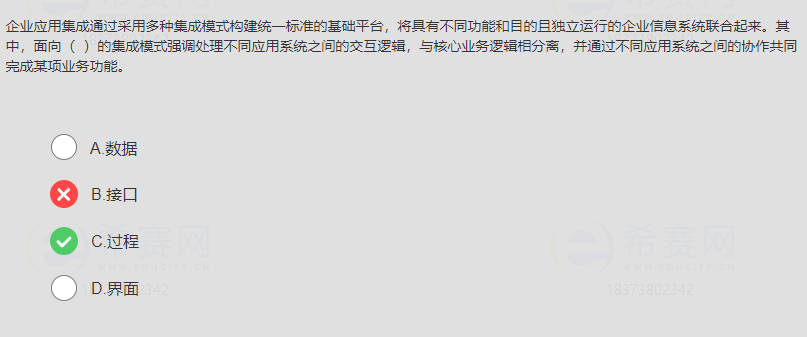 企业应用集成通过采用多种集成模式构建统一标准的基础平台，将具有不同功能和目的且独立运行的企业信息系统联合起来。其
中，面向（ ）的集成模式强调处理不同应用系统之间的交互逻辑，与核心业务逻辑相分离，并通过不同应用系统之间的协作共同
完成某项业务功能。
A.数据
B.接口
C.过程
D.界面
希赛网
希赛网
WWW.EDUCITY.CN
18373802342